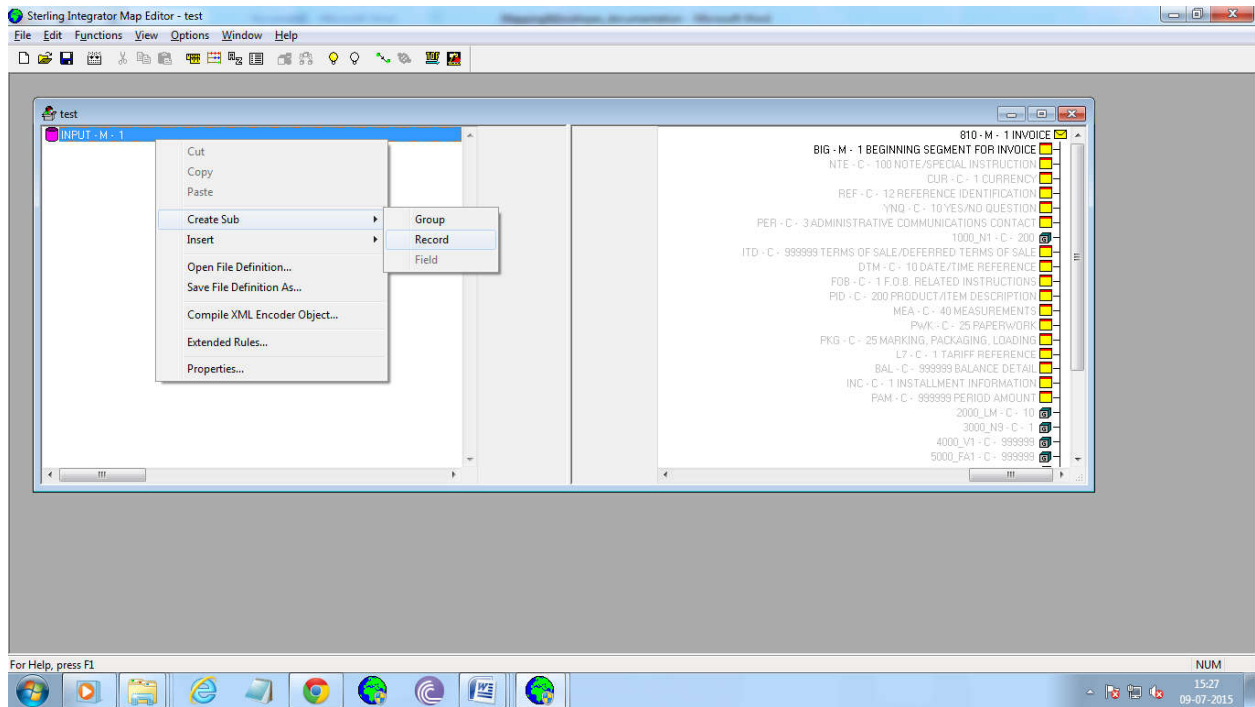 Sterling Integrator Map Editor - test
File Edit Functions View Options Window Help
test
INPUT - M - 1
Cut
Copy
Paste
Create Sub
Insert
Open File Definition...
Save File Definition As...
Compile XML Encoder Object...
Extended Rules...
Properties...
Group
Record
Field
810 - M - 1 INVOICE
BIG - M - 1 BEGINNING SEGMENT FOR INVOICE
NTE - C - 100 NOTE/SPECIAL INSTRUCTION
CUR - C - 1 CURRENCY
REF - C - 12 REFERENCE IDENTIFICATION
YNQ - C - 10 YES/NO QUESTION
PER - C - 3 ADMINISTRATIVE COMMUNICATIONS CONTACT
1000_N1 - C - 200
ITD - C - 999999 TERMS OF SALE/DEFERRED TERMS OF SALE
DTM - C - 10 DATE/TIME REFERENCE
FOB - C - 1 F.O.B. RELATED INSTRUCTIONS
PID - C - 200 PRODUCT/ITEM DESCRIPTION
MEA - C - 40 MEASUREMENTS
PWK - C - 25 PAPERWORK
PKG - C - 25 MARKING, PACKAGING, LOADING
L7 - C - 1 TARIFF REFERENCE
BAL - C - 999999 BALANCE DETAIL
INC - C - 1 INSTALLMENT INFORMATION
PAM - C - 999999 PERIOD AMOUNT
2000_LM - C - 10
3000_N9 - C - 1
4000_V1 - C - 999999
5000_FA1 - C - 999999
For Help, press F1
NUM
15:27
09-07-2015